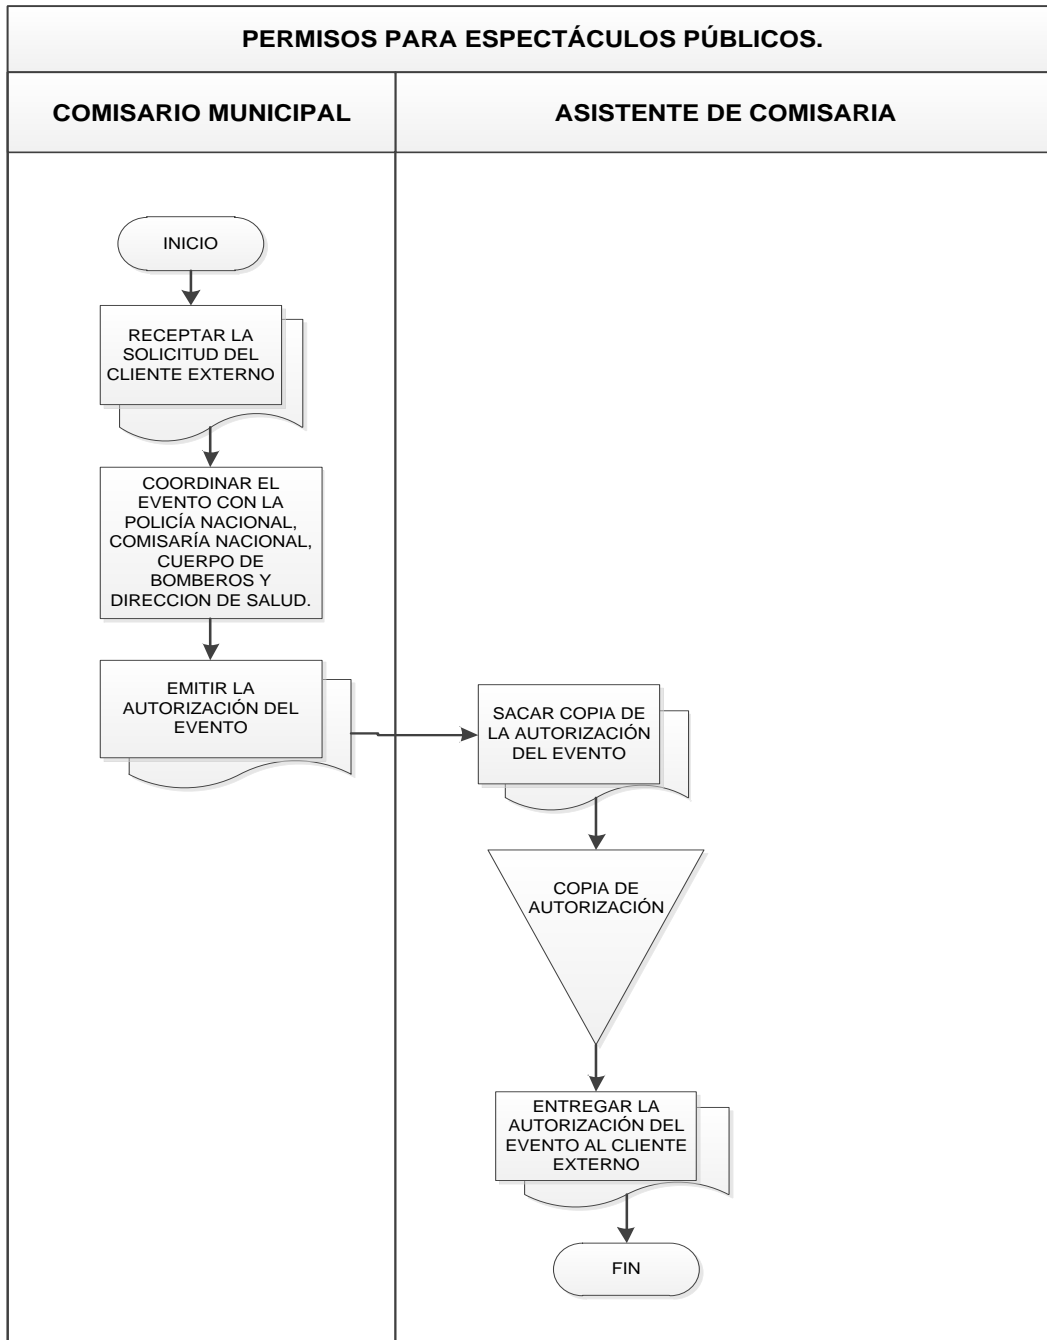 PERMISOS PARA ESPECTÁCULOS PÚBLICOS.
COMISARIO MUNICIPAL
ASISTENTE DE COMISARIA
INICIO
RECEPTAR LA
SOLICITUD DEL
CLIENTE EXTERNO
COORDINAR EL
EVENTO CON LA
POLICÍA NACIONAL,
COMISARÍA NACIONAL,
CUERPO DE
BOMBEROS Y
DIRECCION DE SALUD.
EMITIR LA
AUTORIZACIÓN DEL
EVENTO
SACAR COPIA DE
LA AUTORIZACIÓN
DEL EVENTO
COPIA DE
AUTORIZACIÓN
ENTREGAR LA
AUTORIZACIÓN DEL
EVENTO AL CLIENTE
EXTERNO
FIN